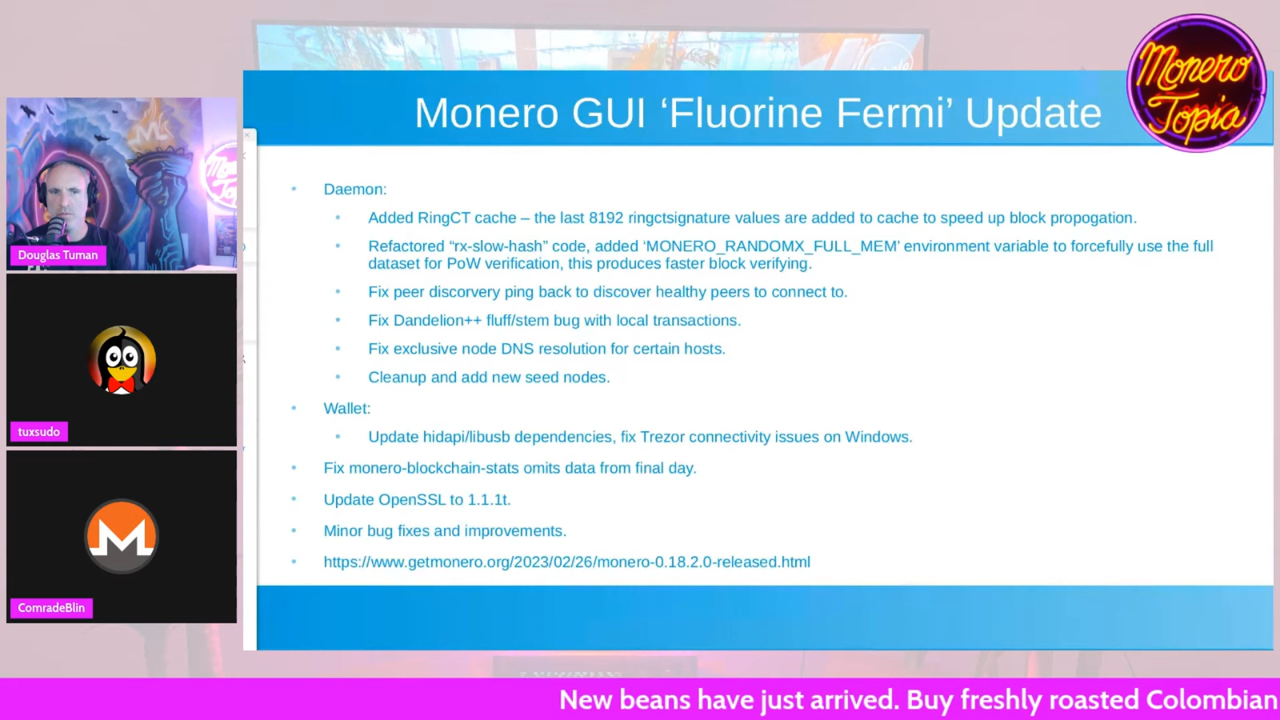 Monero GUI ‘Fluorine Fermi’ Update
Monero
Topia
Daemon:
Added RingCT cache – the last 8192 ringctsignature values are added to cache to speed up block propogation.
Refactored “rx-slow-hash” code, added ‘MONERO_RANDOMX_FULL_MEM’ environment variable to forcefully use the full
dataset for PoW verification, this produces faster block verifying.
Fix peer discorvery ping back to discover healthy peers to connect to.
Fix Dandelion++ fluff/stem bug with local transactions.
Fix exclusive node DNS resolution for certain hosts.
Cleanup and add new seed nodes.
Wallet:
Update hidapi/libusb dependencies, fix Trezor connectivity issues on Windows.
Fix monero-blockchain-stats omits data from final day.
Update OpenSSL to 1.1.1t.
Minor bug fixes and improvements.
https://www.getmonero.org/2023/02/26/monero-0.18.2.0-released.html
Douglas Tuman
tuxsudo
ComradeBlin
New beans have just arrived. Buy freshly roasted Colombian